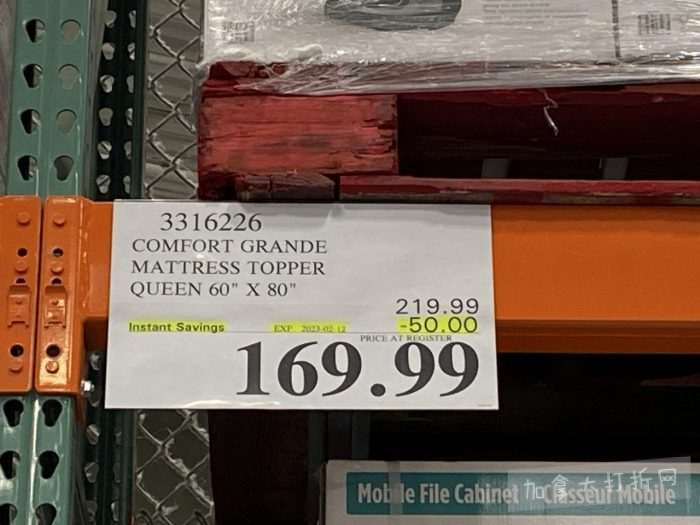 3316226
COMFORT GRANDE
MATTRESS TOPPER
QUEEN 60" X 80"
219.99
Instant Savings EXP. 2023-02-12 -50.00
PRICE AT REGISTER
169.99
Mobile File Cabinet Classeur Mobile
加拿大打折网